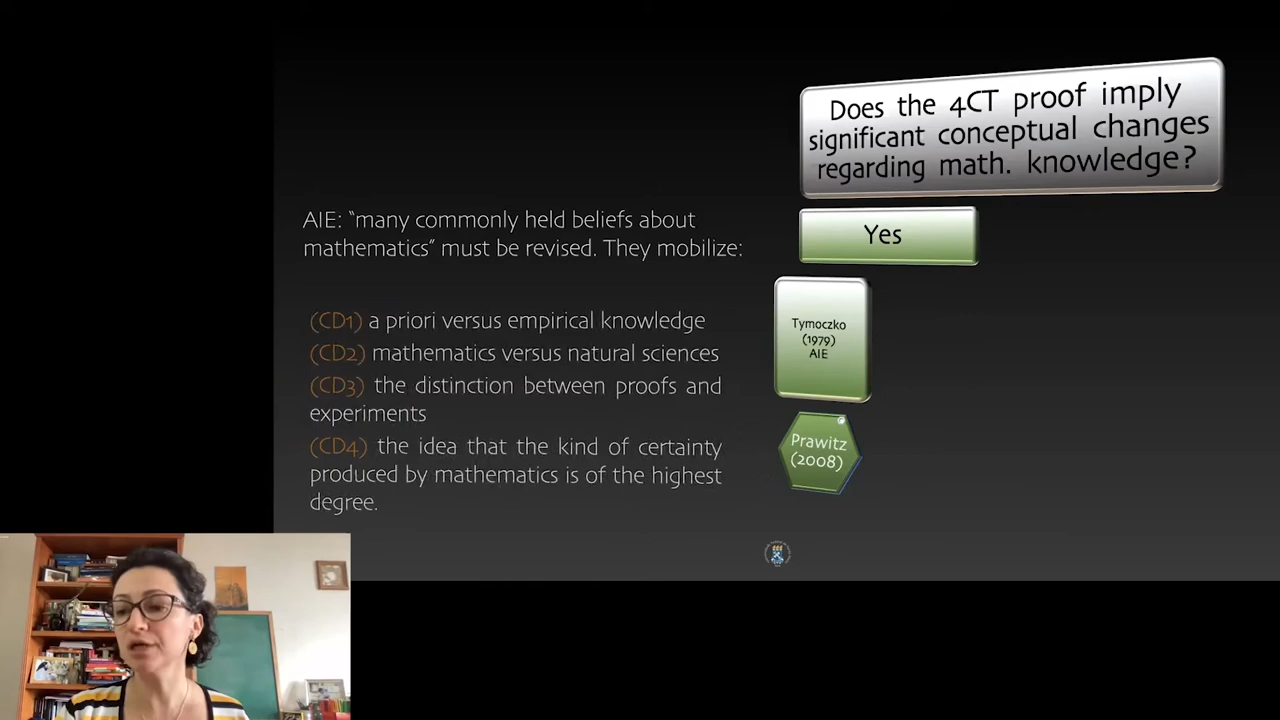 Does the 4CT proof imply
significant conceptual changes
regarding math. knowledge?
Yes
AIE: “many commonly held beliefs about
mathematics” must be revised. They mobilize:
(CD1) a priori versus empirical knowledge
(CD2) mathematics versus natural sciences
(CD3) the distinction between proofs and
experiments
(CD4) the idea that the kind of certainty
produced by mathematics is of the highest
degree.
Tymoczko
(1979)
AIE
Prawitz
(2008)